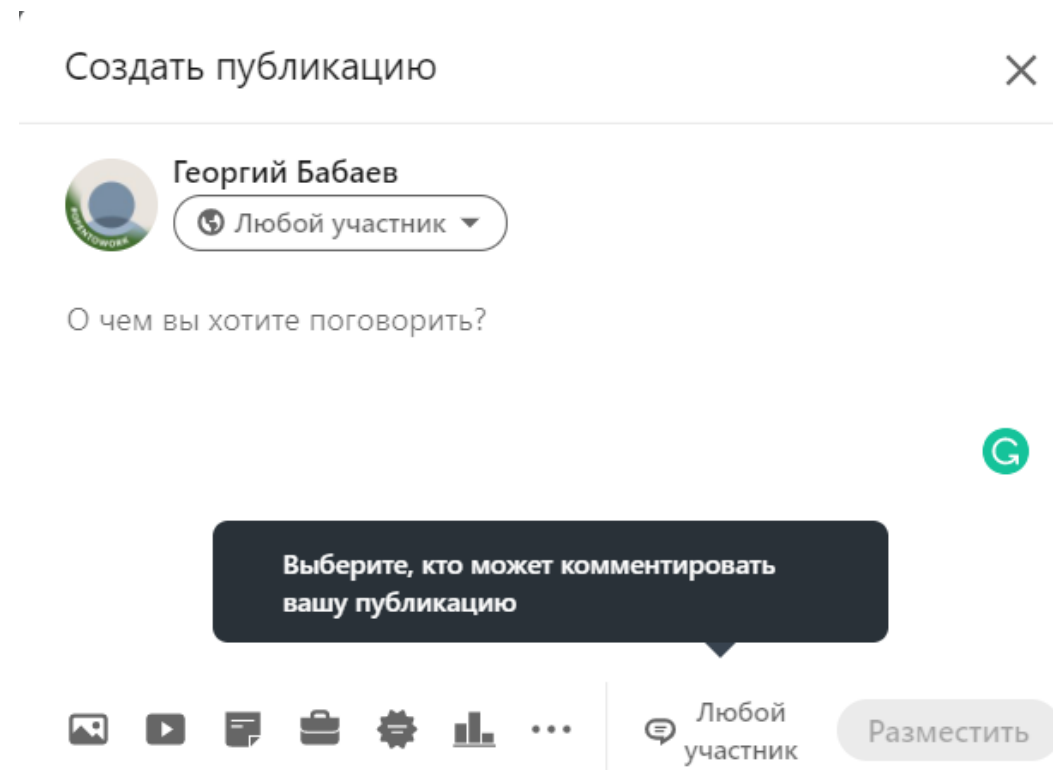 Создать публикацию
Георгий Бабаев
Любой участник
#OPENTOWORK
О чем вы хотите поговорить?
Выберите, кто может комментировать
вашу публикацию
Любой
участник
Разместить